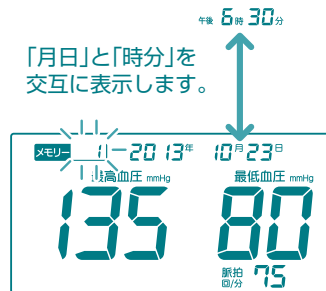 午後 6時 30分
「月日」と「時分」を
交互に表示します。
メモリー 1 2013年 10月23日
最高血圧 mmHg 最低血圧 mmHg
135 80
脈拍 回/分 75